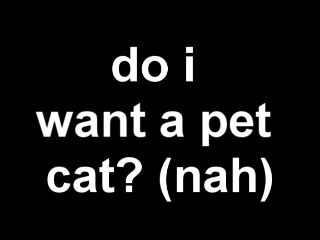 do i
want a pet
cat? (nah)